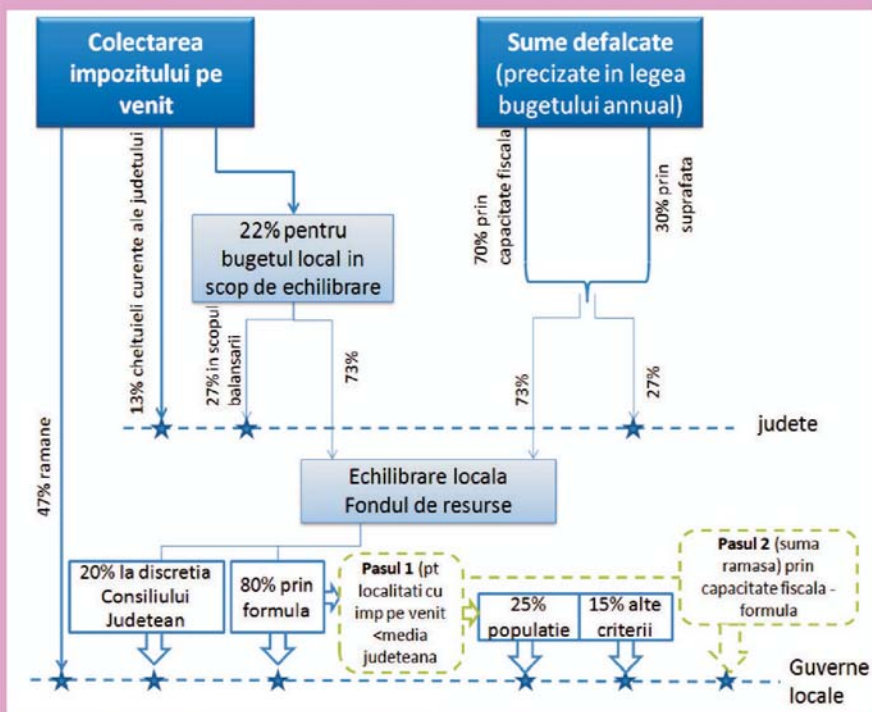 Colectarea
impozitului pe
venit
Sume defalcate
(precizate in legea
bugetului annual)
47% ramane
13% cheltuieli curente ale judetului
22% pentru
bugetul local in
scop de echilibrare
70% prin
capacitate fiscala
30% prin
suprafata
27% in scopul
balansarii
73%
73%
27%
judete
Echilibrare locala
Fondul de resurse
20% la discretia
Consiliului
Judetean
80% prin
formula
Pasul 1 (pt
localitati cu
imp pe venit
<media
judeteana
25%
populatie
15% alte
criterii
Pasul 2 (suma
ramasa) prin
capacitate fiscala -
formula
Guverne
locale